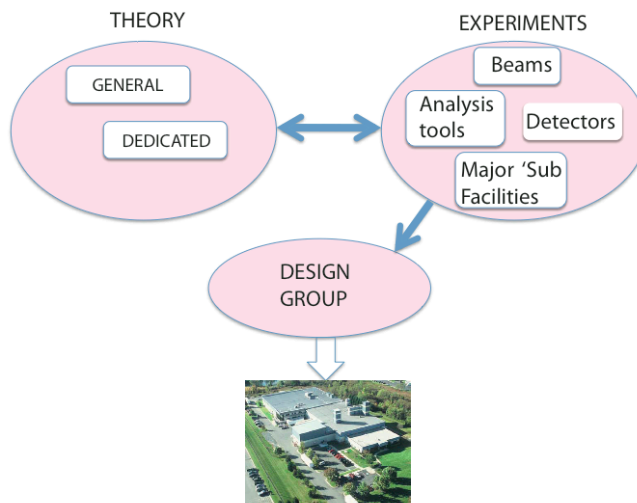 THEORY
GENERAL
DEDICATED
EXPERIMENTS
Beams
Analysis
tools
Detectors
Major ‘Sub
Facilities
DESIGN
GROUP